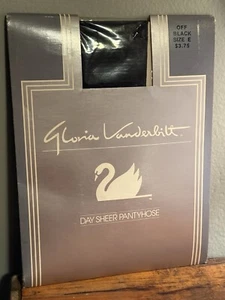 OFF
BLACK
SIZE E
$3.75
Gloria Vanderbilt
DAY SHEER PANTYHOSE